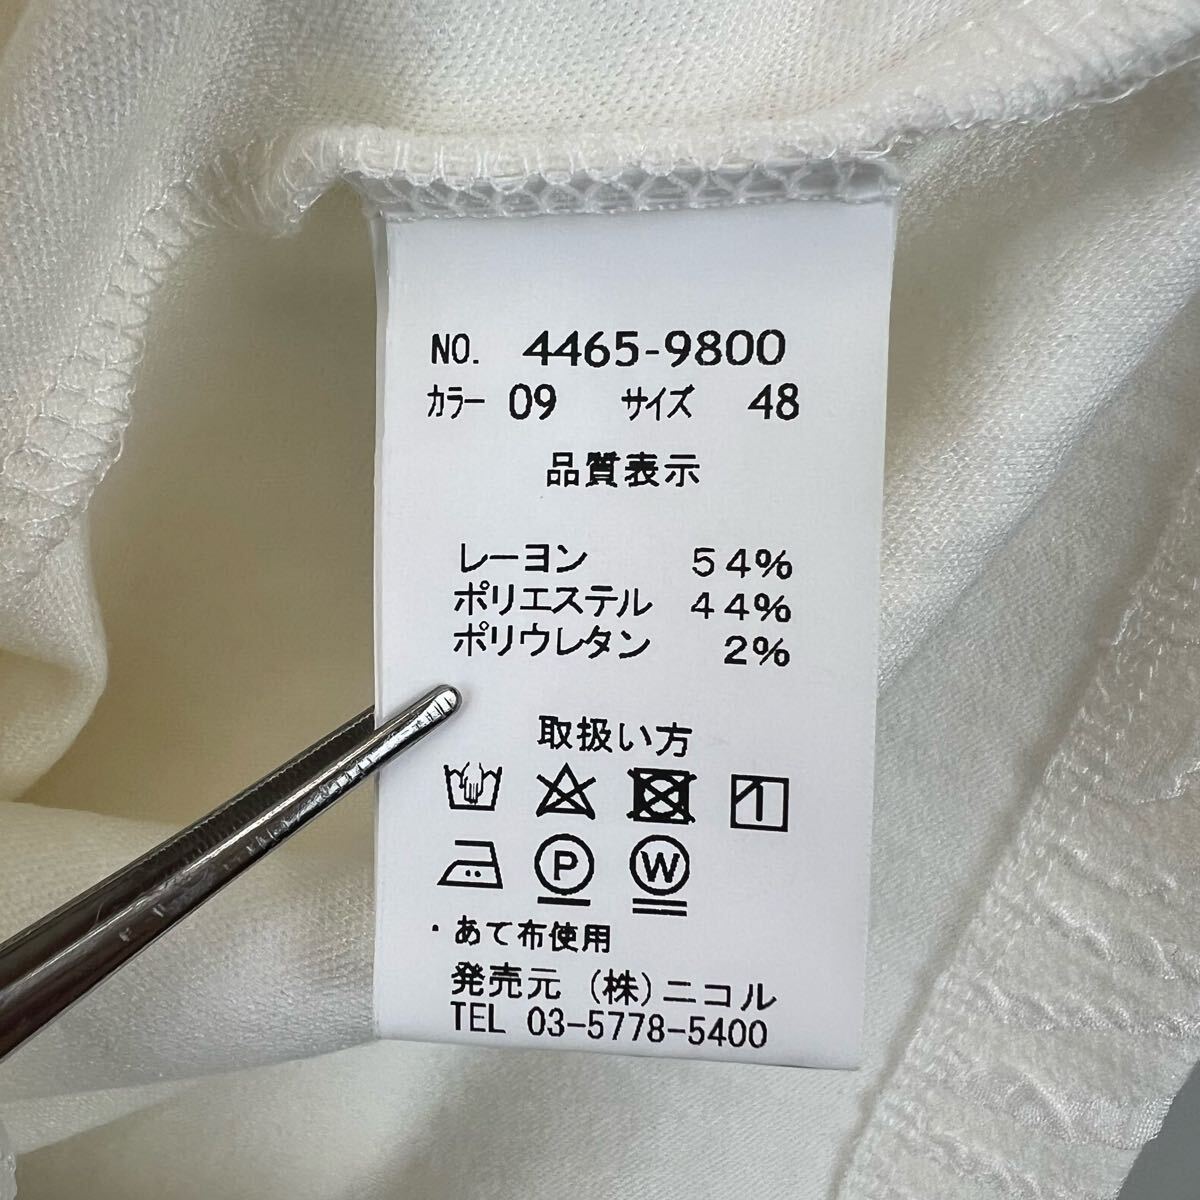 NO. 4465-9800
カラー 09 サイズ 48
品質表示
レーヨン 54%
ポリエステル 44%
ポリウレタン 2%
取扱い方
P W
・あて布使用
発売元 (株)ニコル
TEL 03-5778-5400